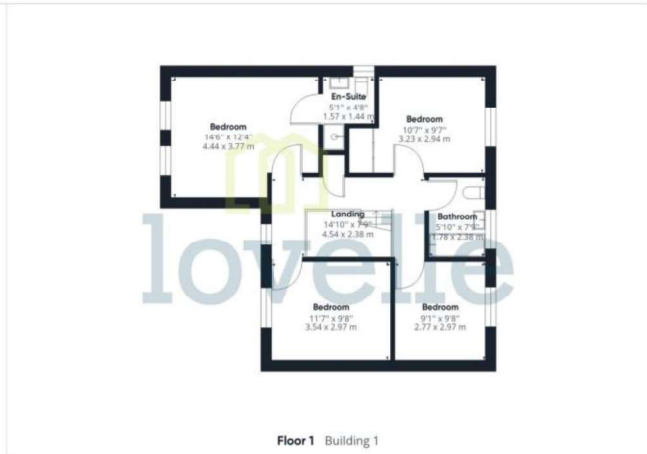 En-Suite
5'1" x 4'8"
1.57 x 1.44 m
Bedroom
14'6" x 12'4"
4.44 x 3.77 m
Bedroom
10'7" x 9'7"
3.23 x 2.94 m
Landing
14'10" x 7'9"
4.54 x 2.38 m
Bathroom
5'10" x 7'9"
1.78 x 2.38 m
lovelle
Bedroom
11'7" x 9'8"
3.54 x 2.97 m
Bedroom
9'1" x 9'8"
2.77 x 2.97 m
Floor 1 Building 1